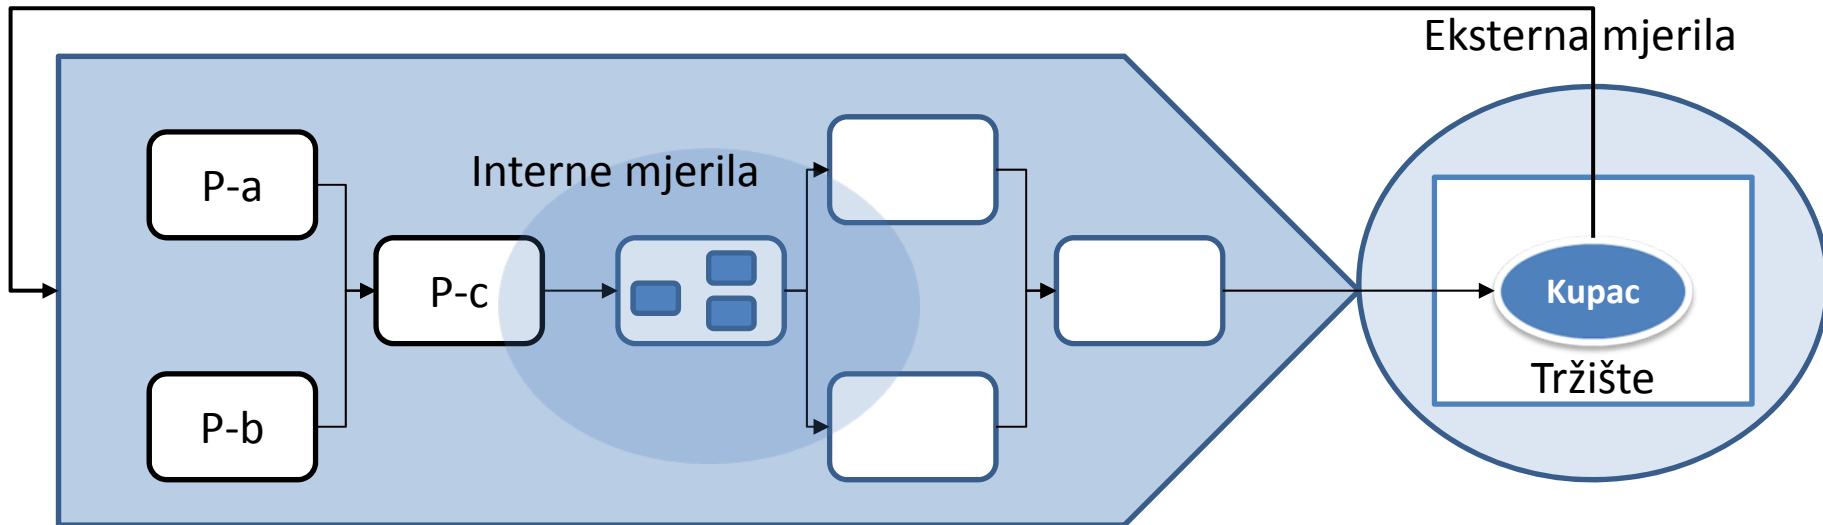 Eksterna mjerila
Interne mjerila
P-a
P-c
P-b
Kupac
Tržište